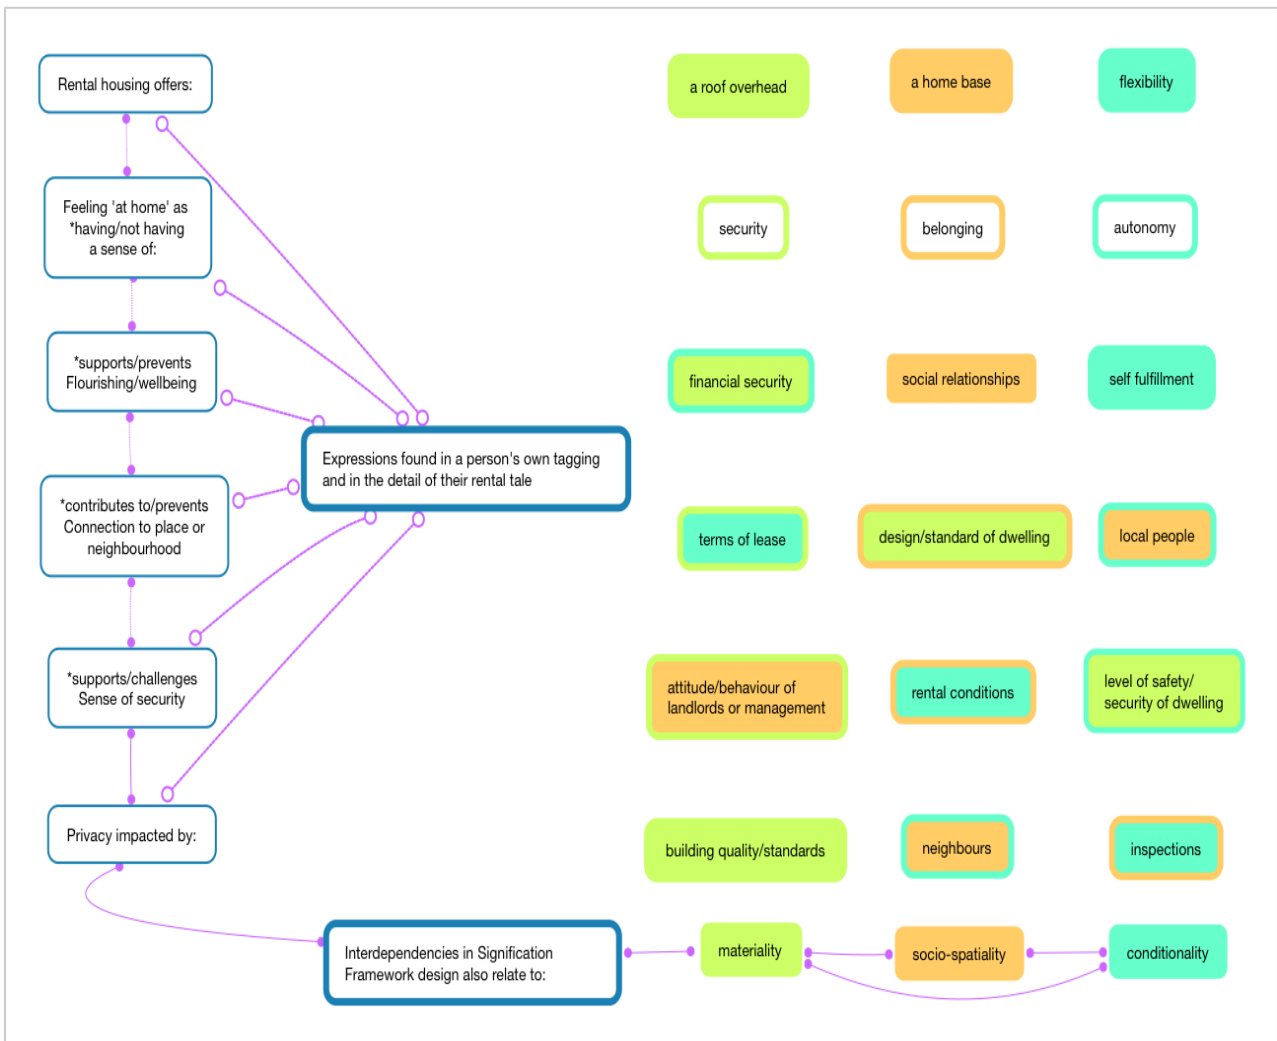 Rental housing offers:
a roof overhead
a home base
flexibility
Feeling 'at home' as
*having/not having
a sense of:
security
belonging
autonomy
*supports/prevents
Flourishing/wellbeing
financial security
social relationships
self fulfillment
Expressions found in a person's own tagging
and in the detail of their rental tale
*contributes to/prevents
Connection to place or
neighbourhood
terms of lease
design/standard of dwelling
local people
*supports/challenges
Sense of security
attitude/behaviour of
landlords or management
rental conditions
level of safety/
security of dwelling
Privacy impacted by:
building quality/standards
neighbours
inspections
Interdependencies in Signification
Framework design also relate to:
materiality
socio-spatiality
conditionality